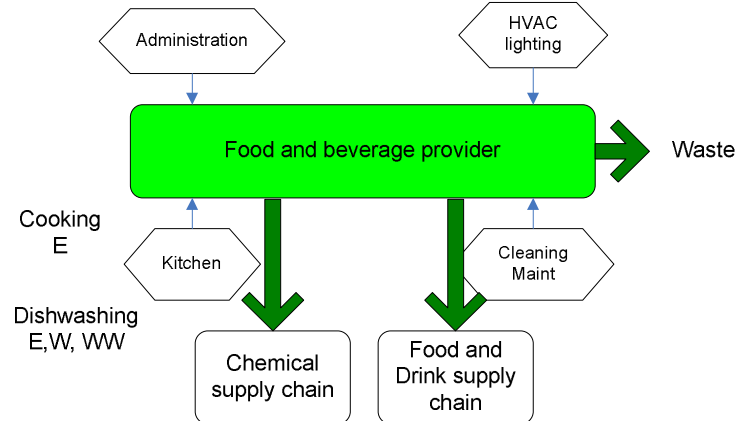 Administration
HVAC
lighting
Food and beverage provider
Waste
Cooking
E
Kitchen
Cleaning
Maint
Dishwashing
E,W, WW
Chemical
supply chain
Food and
Drink supply
chain